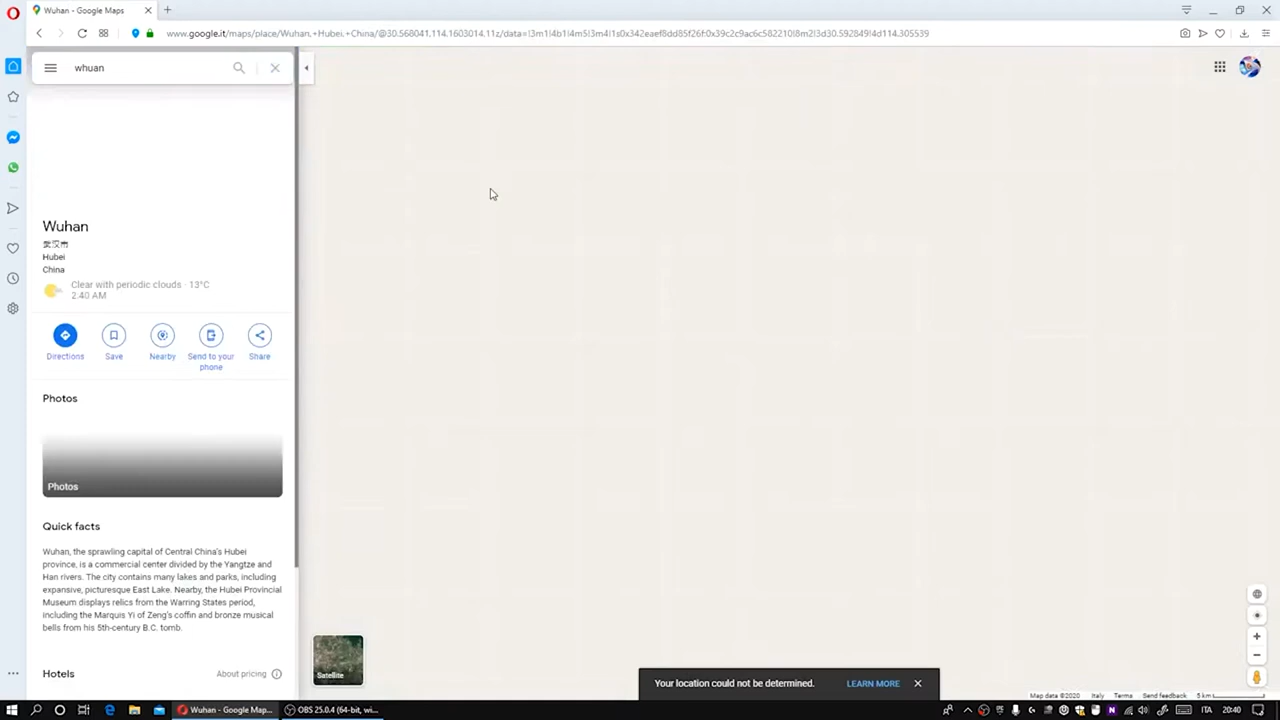 Wuhan - Google Maps
www.google.it/maps/place/Wuhan,+Hubei,+China/@30.568041,114.1603014,11z/data=!3m1!4b1!4m5!3m4!1s0x342eaef8dd85f26f:0x39c2c9ac6c582210!8m2!3d30.592849!4d114.305539
whuan
Wuhan
武汉市
Hubei
China
Clear with periodic clouds · 13°C
2:40 AM
Directions
Save
Nearby
Send to your
phone
Share
Photos
Photos
Quick facts
Wuhan, the sprawling capital of Central China's Hubei
province, is a commercial center divided by the Yangtze and
Han rivers. The city contains many lakes and parks, including
expansive, picturesque East Lake. Nearby, the Hubei Provincial
Museum displays relics from the Warring States period,
including the Marquis Yi of Zeng's coffin and bronze musical
bells from his 5th-century B.C. tomb.
Hotels
About pricing
Satellite
Your location could not be determined.
LEARN MORE
Map data ©2020
Italy
Terms
Send feedback
5 km
Wuhan - Google Ma...
OBS 25.0.4 (64-bit, wi...
ITA
20:40